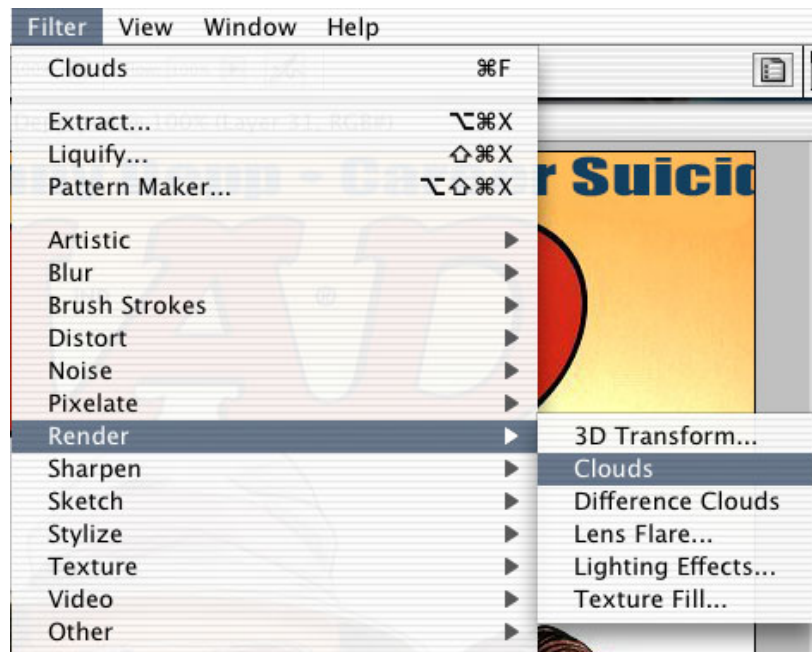 Filter View Window Help
Clouds ⌘F
Extract... ⌥⌘X
Liquify... ⇧⌘X
Pattern Maker... ⌥⇧⌘X
r Suicid
Artistic
Blur
Brush Strokes
Distort
Noise
Pixelate
Render
Sharpen
Sketch
Stylize
Texture
Video
Other
3D Transform...
Clouds
Difference Clouds
Lens Flare...
Lighting Effects...
Texture Fill...